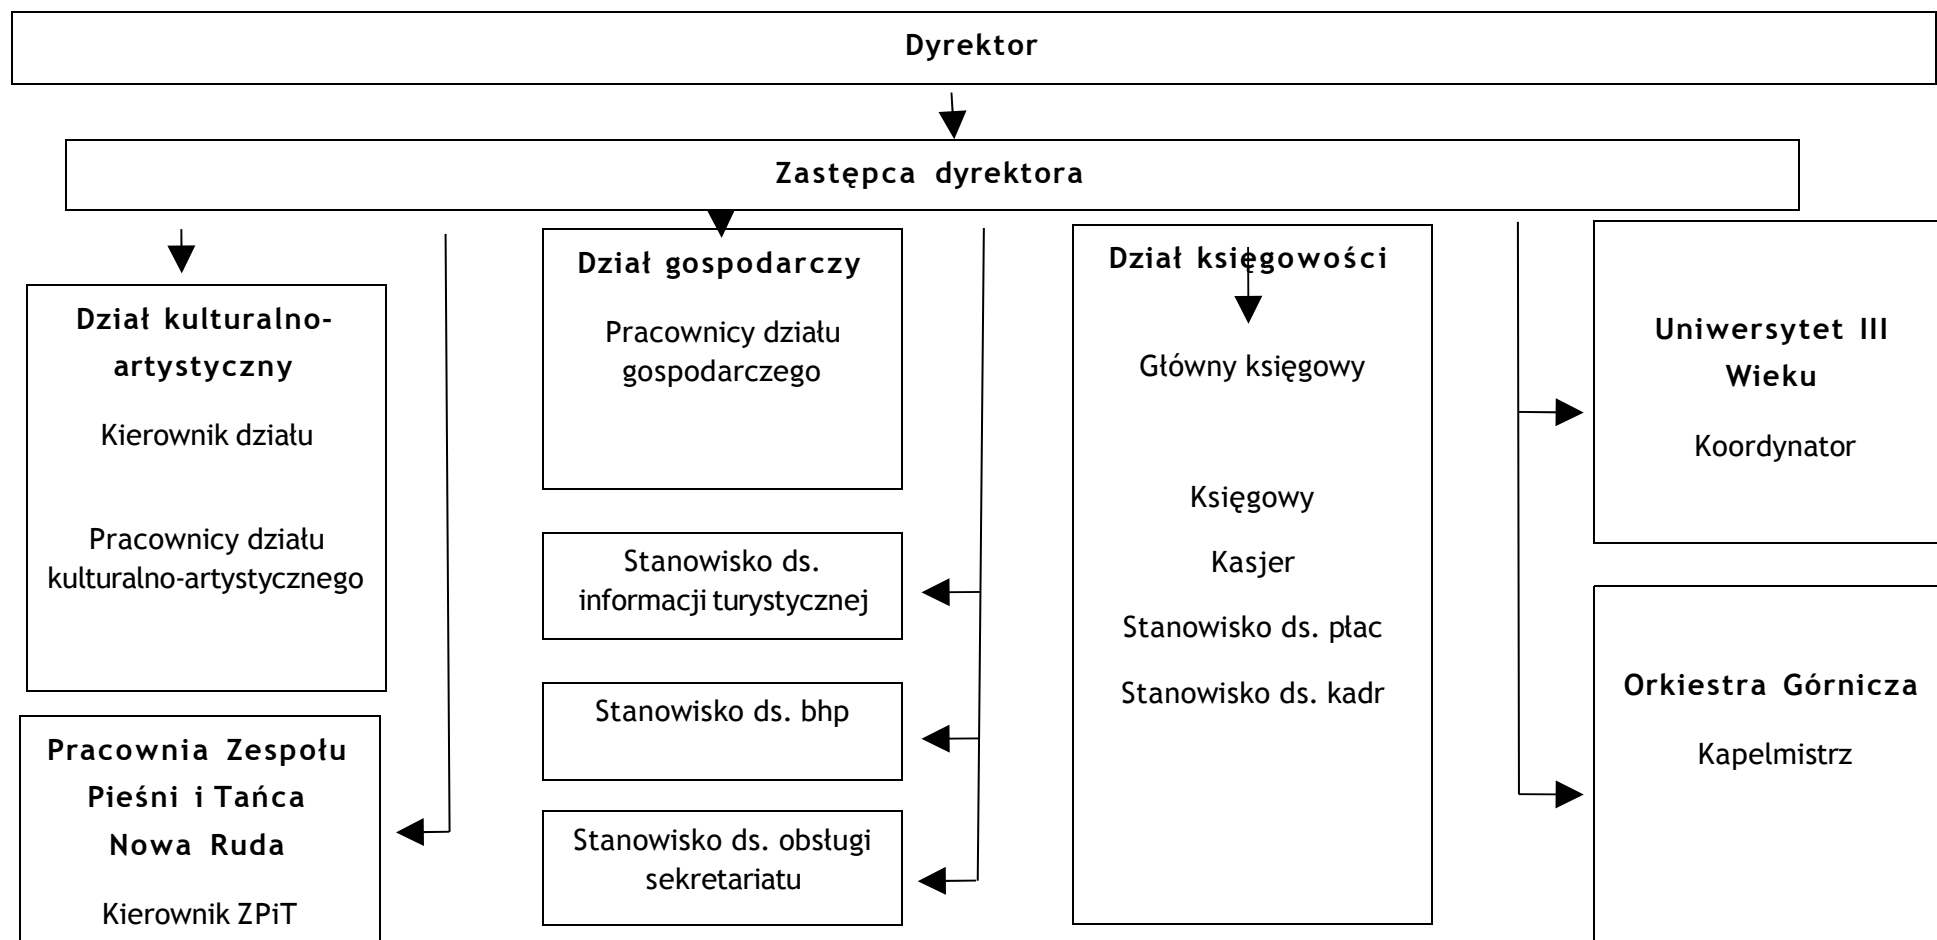 Dyrektor
Zastępca dyrektora
Dział kulturalno-
artystyczny
Kierownik działu
Pracownicy działu
kulturalno-artystycznego
Pracownia Zespołu
Pieśni i Tańca
Nowa Ruda
Kierownik ZPiT
Dział gospodarczy
Pracownicy działu
gospodarczego
Stanowisko ds.
informacji turystycznej
Stanowisko ds. bhp
Stanowisko ds. obsługi
sekretariatu
Dział księgowości
Główny księgowy
Księgowy
Kasjer
Stanowisko ds. płac
Stanowisko ds. kadr
Uniwersytet III
Wieku
Koordynator
Orkiestra Górnicza
Kapelmistrz